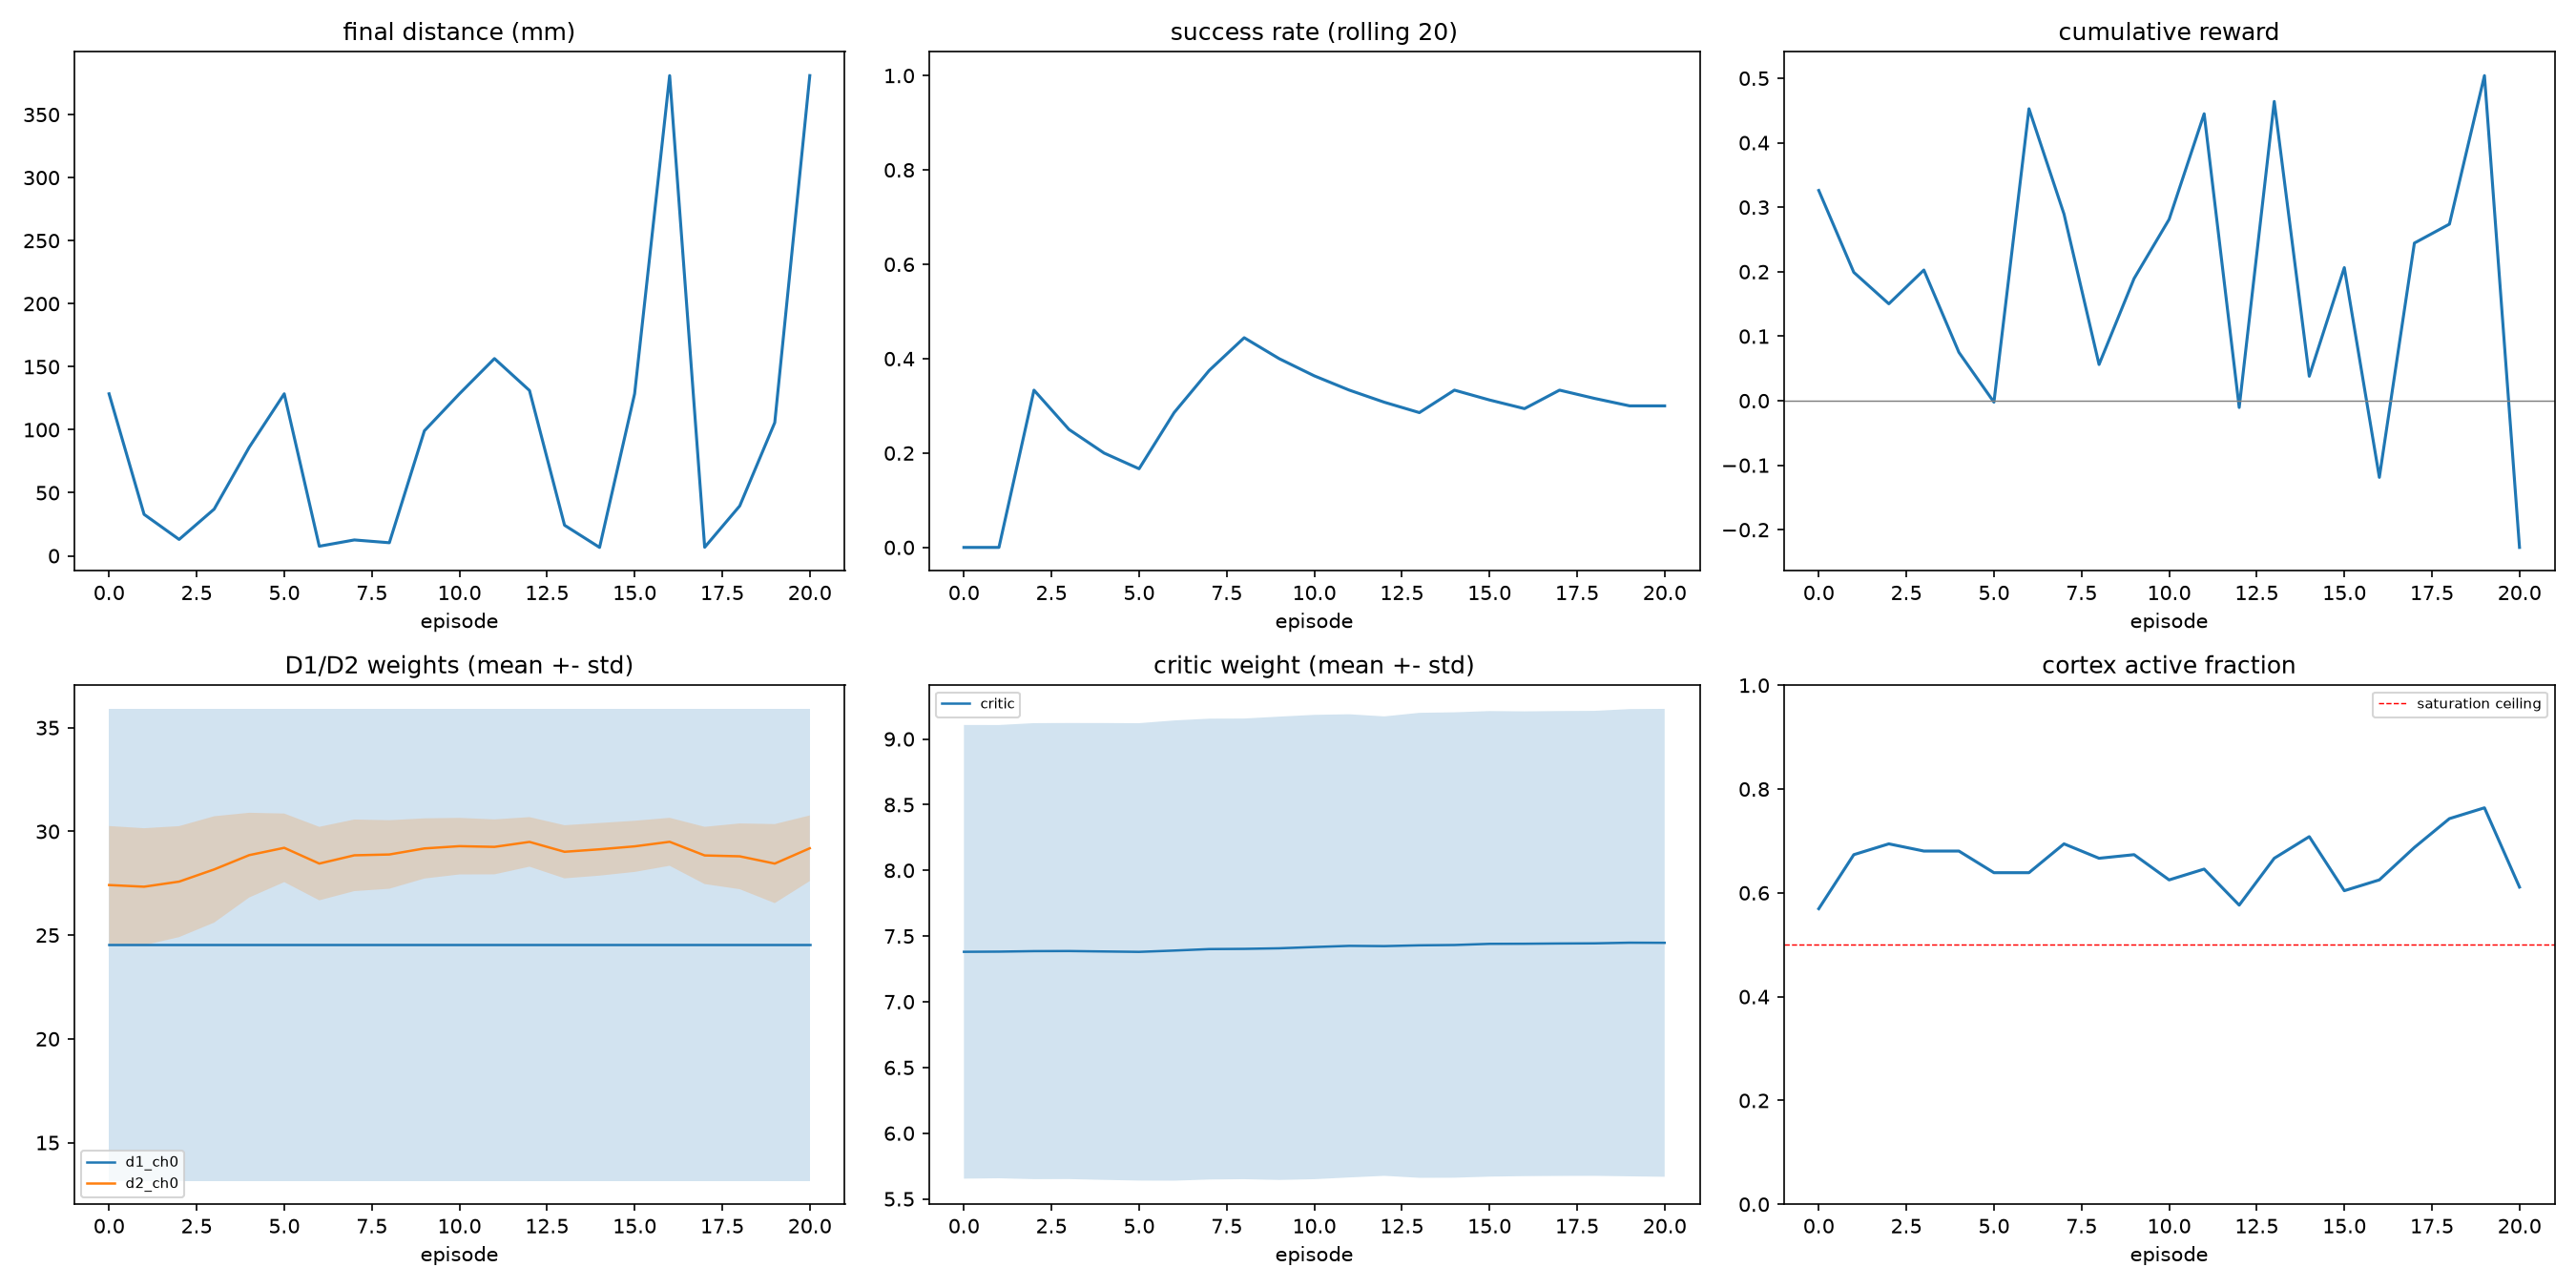 final distance (mm)
350
300
250
200
150
100
50
0
0.0 2.5 5.0 7.5 10.0 12.5 15.0 17.5 20.0
episode
success rate (rolling 20)
1.0
0.8
0.6
0.4
0.2
0.0
0.0 2.5 5.0 7.5 10.0 12.5 15.0 17.5 20.0
episode
cumulative reward
0.5
0.4
0.3
0.2
0.1
0.0
−0.1
−0.2
0.0 2.5 5.0 7.5 10.0 12.5 15.0 17.5 20.0
episode
D1/D2 weights (mean +- std)
35
30
25
20
15
d1_ch0
d2_ch0
0.0 2.5 5.0 7.5 10.0 12.5 15.0 17.5 20.0
episode
critic weight (mean +- std)
critic
9.0
8.5
8.0
7.5
7.0
6.5
6.0
5.5
0.0 2.5 5.0 7.5 10.0 12.5 15.0 17.5 20.0
episode
cortex active fraction
1.0
saturation ceiling
0.8
0.6
0.4
0.2
0.0
0.0 2.5 5.0 7.5 10.0 12.5 15.0 17.5 20.0
episode